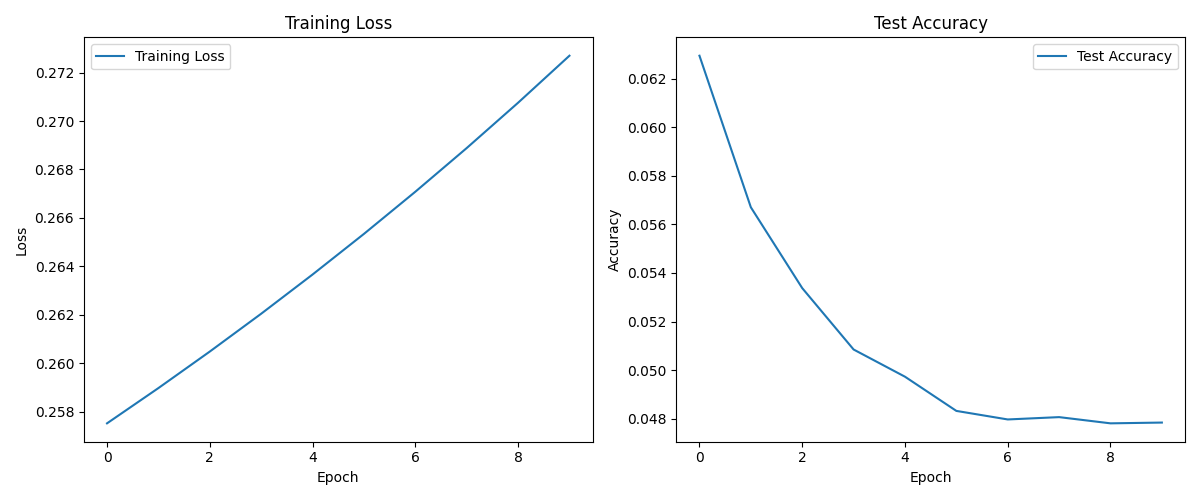 Training Loss
Training Loss
0.272
0.270
0.268
0.266
0.264
0.262
0.260
0.258
Loss
0 2 4 6 8
Epoch
Test Accuracy
Test Accuracy
0.062
0.060
0.058
0.056
0.054
0.052
0.050
0.048
Accuracy
0 2 4 6 8
Epoch